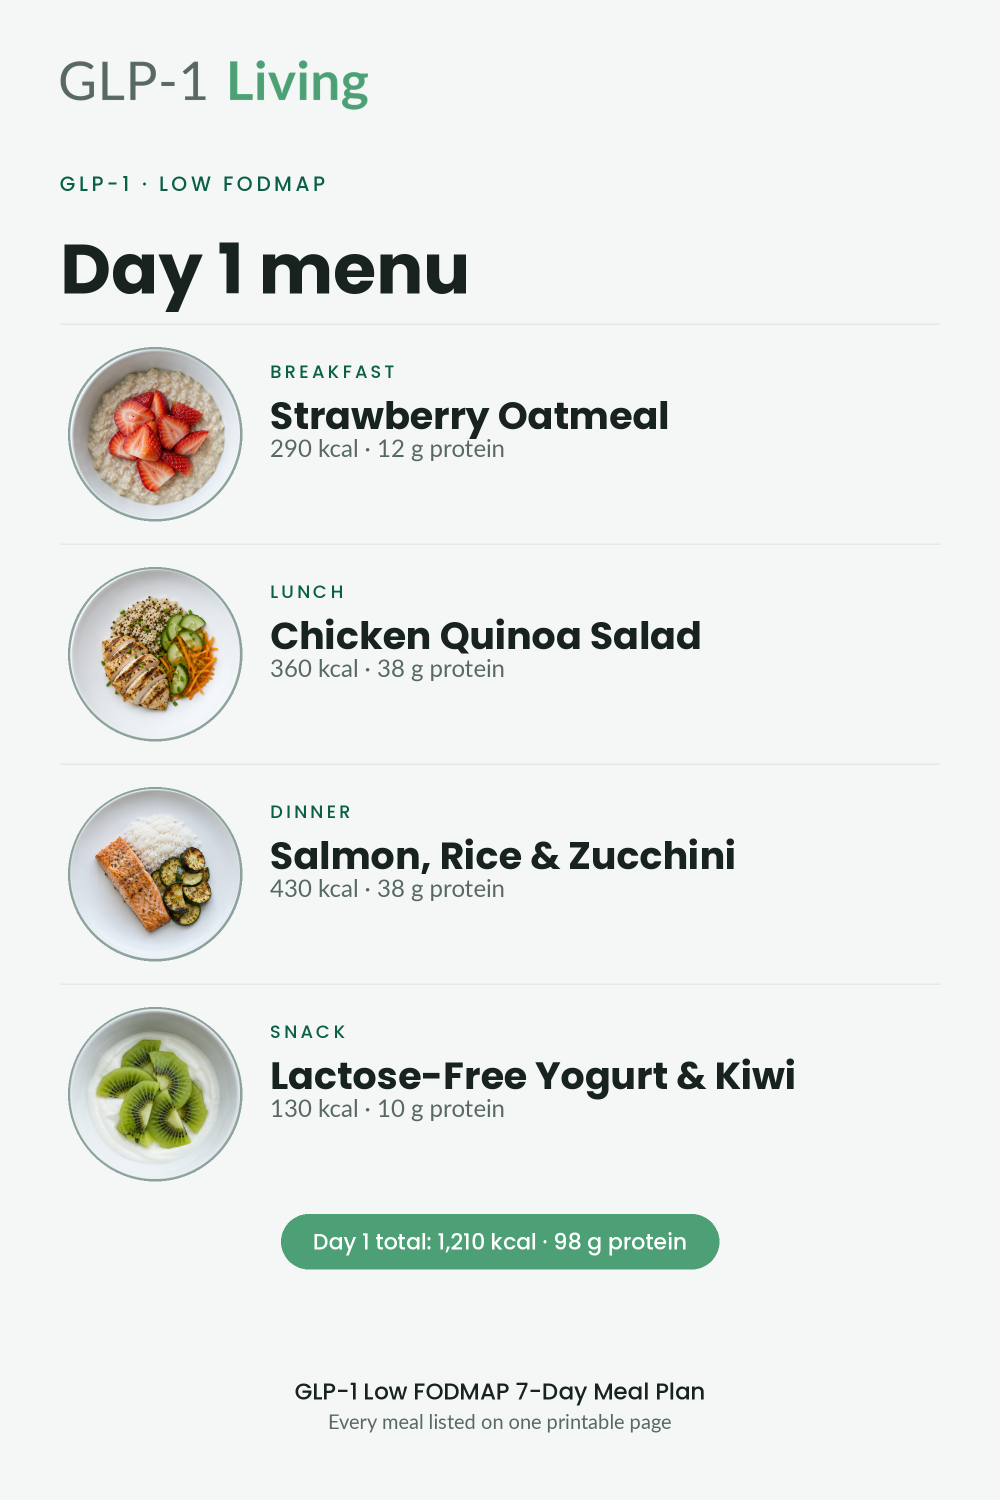 GLP-1 Living
GLP-1 · LOW FODMAP
Day 1 menu
BREAKFAST
Strawberry Oatmeal
290 kcal · 12 g protein
LUNCH
Chicken Quinoa Salad
360 kcal · 38 g protein
DINNER
Salmon, Rice & Zucchini
430 kcal · 38 g protein
SNACK
Lactose-Free Yogurt & Kiwi
130 kcal · 10 g protein
Day 1 total: 1,210 kcal · 98 g protein
GLP-1 Low FODMAP 7-Day Meal Plan
Every meal listed on one printable page